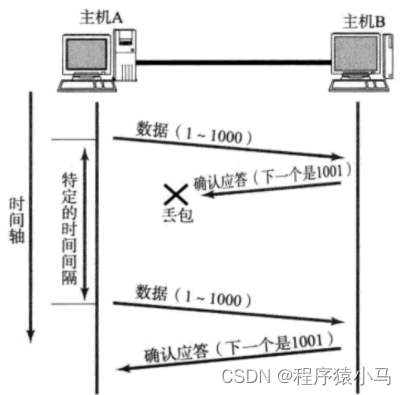 主机A
主机B
数据（1～1000）
确认应答（下一个是1001）
丢包
特定的时间间隔
时间轴
数据（1～1000）
确认应答（下一个是1001）
CSDN @程序猿小马